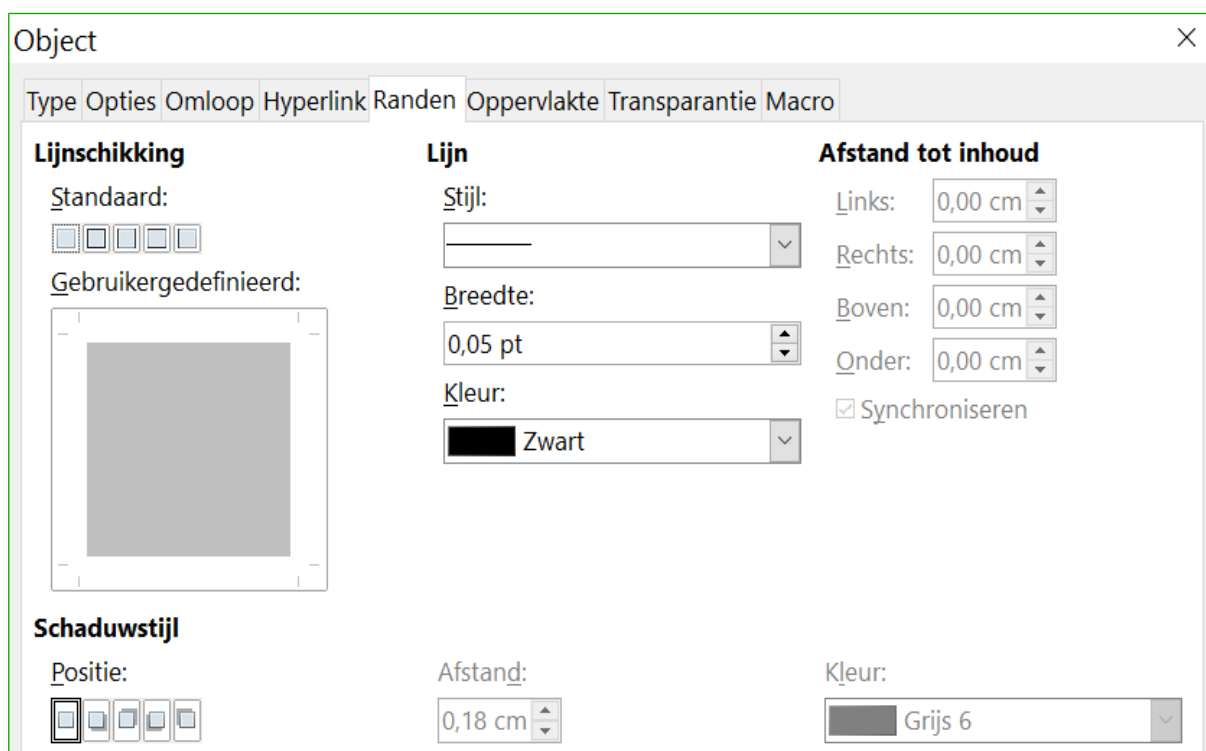 Object
Type Opties Omloop Hyperlink Randen Oppervlakte Transparantie Macro
Lijnschikking
Standaard:
Gebruikergedefinieerd:
Lijn
Stijl:
Breedte:
0,05 pt
Kleur:
Zwart
Afstand tot inhoud
Links: 0,00 cm
Rechts: 0,00 cm
Boven: 0,00 cm
Onder: 0,00 cm
Synchroniseren
Schaduwstijl
Positie:
Afstand:
0,18 cm
Kleur:
Grijs 6